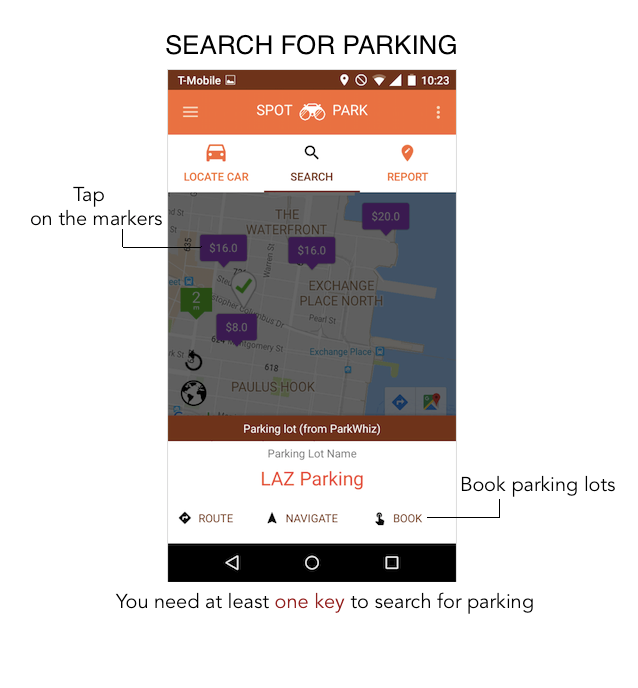 SEARCH FOR PARKING
T-Mobile
10:23
SPOT PARK
LOCATE CAR
SEARCH
REPORT
Tap
on the markers
2nd St
THE
WATERFRONT
$20.0
635
$16.0
$16.0
Warren St
EXCHANGE
PLACE NORTH
2
m
Pearl St
$8.0
Exchange Place
618
PAULUS HOOK
Parking lot (from ParkWhiz)
Parking Lot Name
LAZ Parking
Book parking lots
ROUTE
NAVIGATE
BOOK
You need at least one key to search for parking